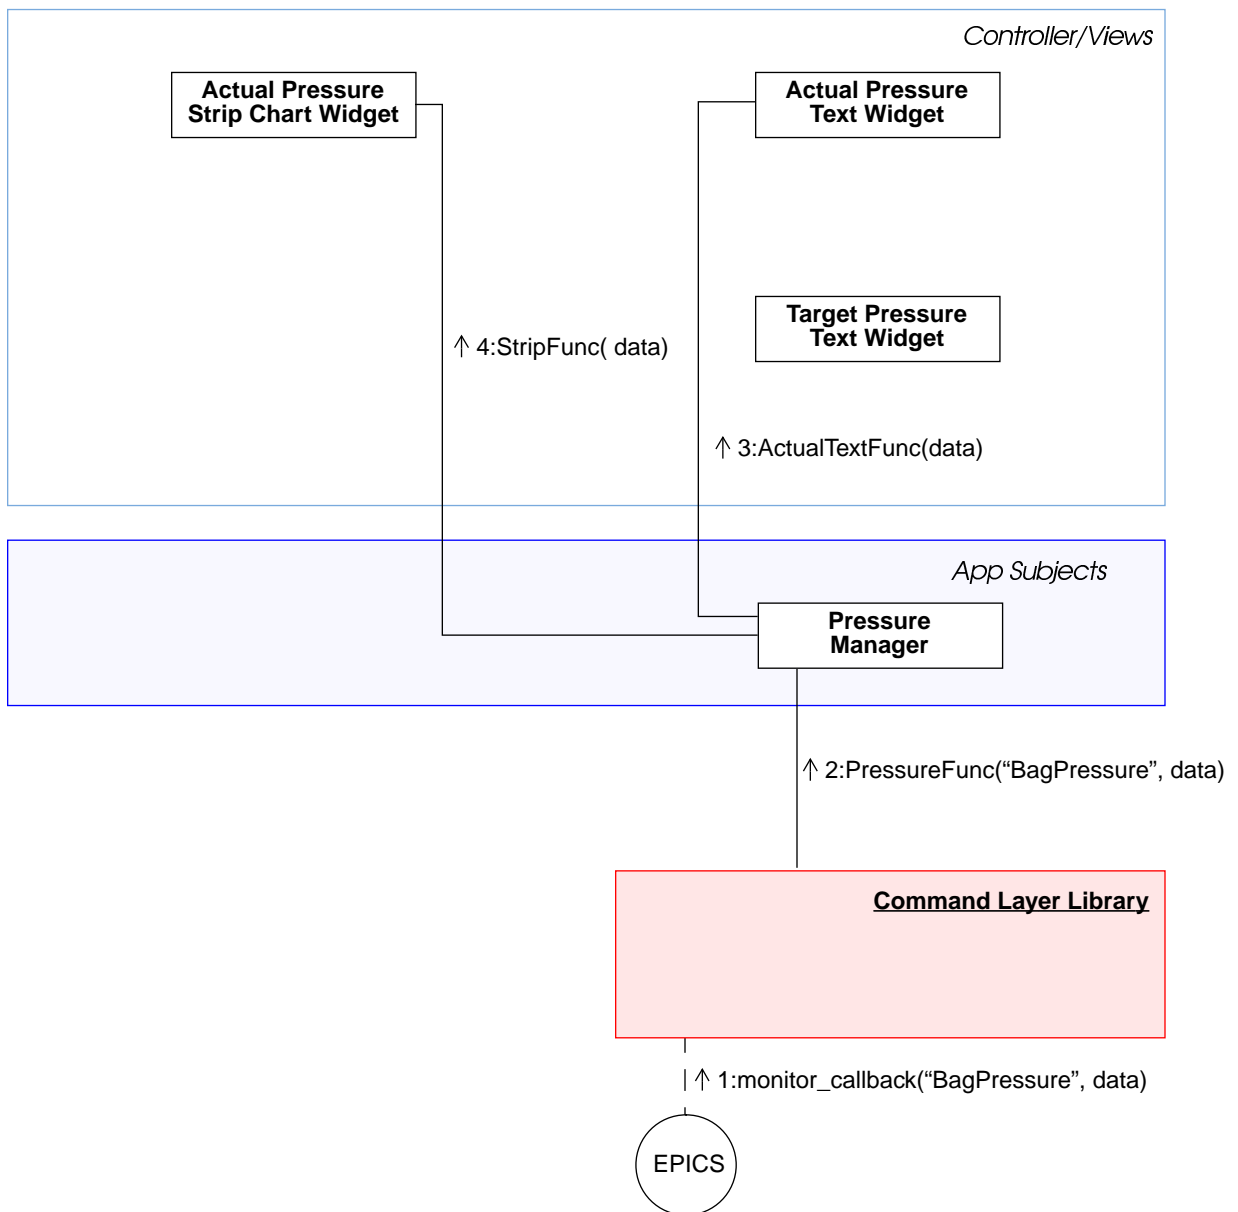 Controller/Views
Actual Pressure
Strip Chart Widget
Actual Pressure
Text Widget
Target Pressure
Text Widget
↑ 4:StripFunc( data)
↑ 3:ActualTextFunc(data)
App Subjects
Pressure
Manager
↑ 2:PressureFunc(“BagPressure”, data)
Command Layer Library
↑ 1:monitor_callback(“BagPressure”, data)
EPICS